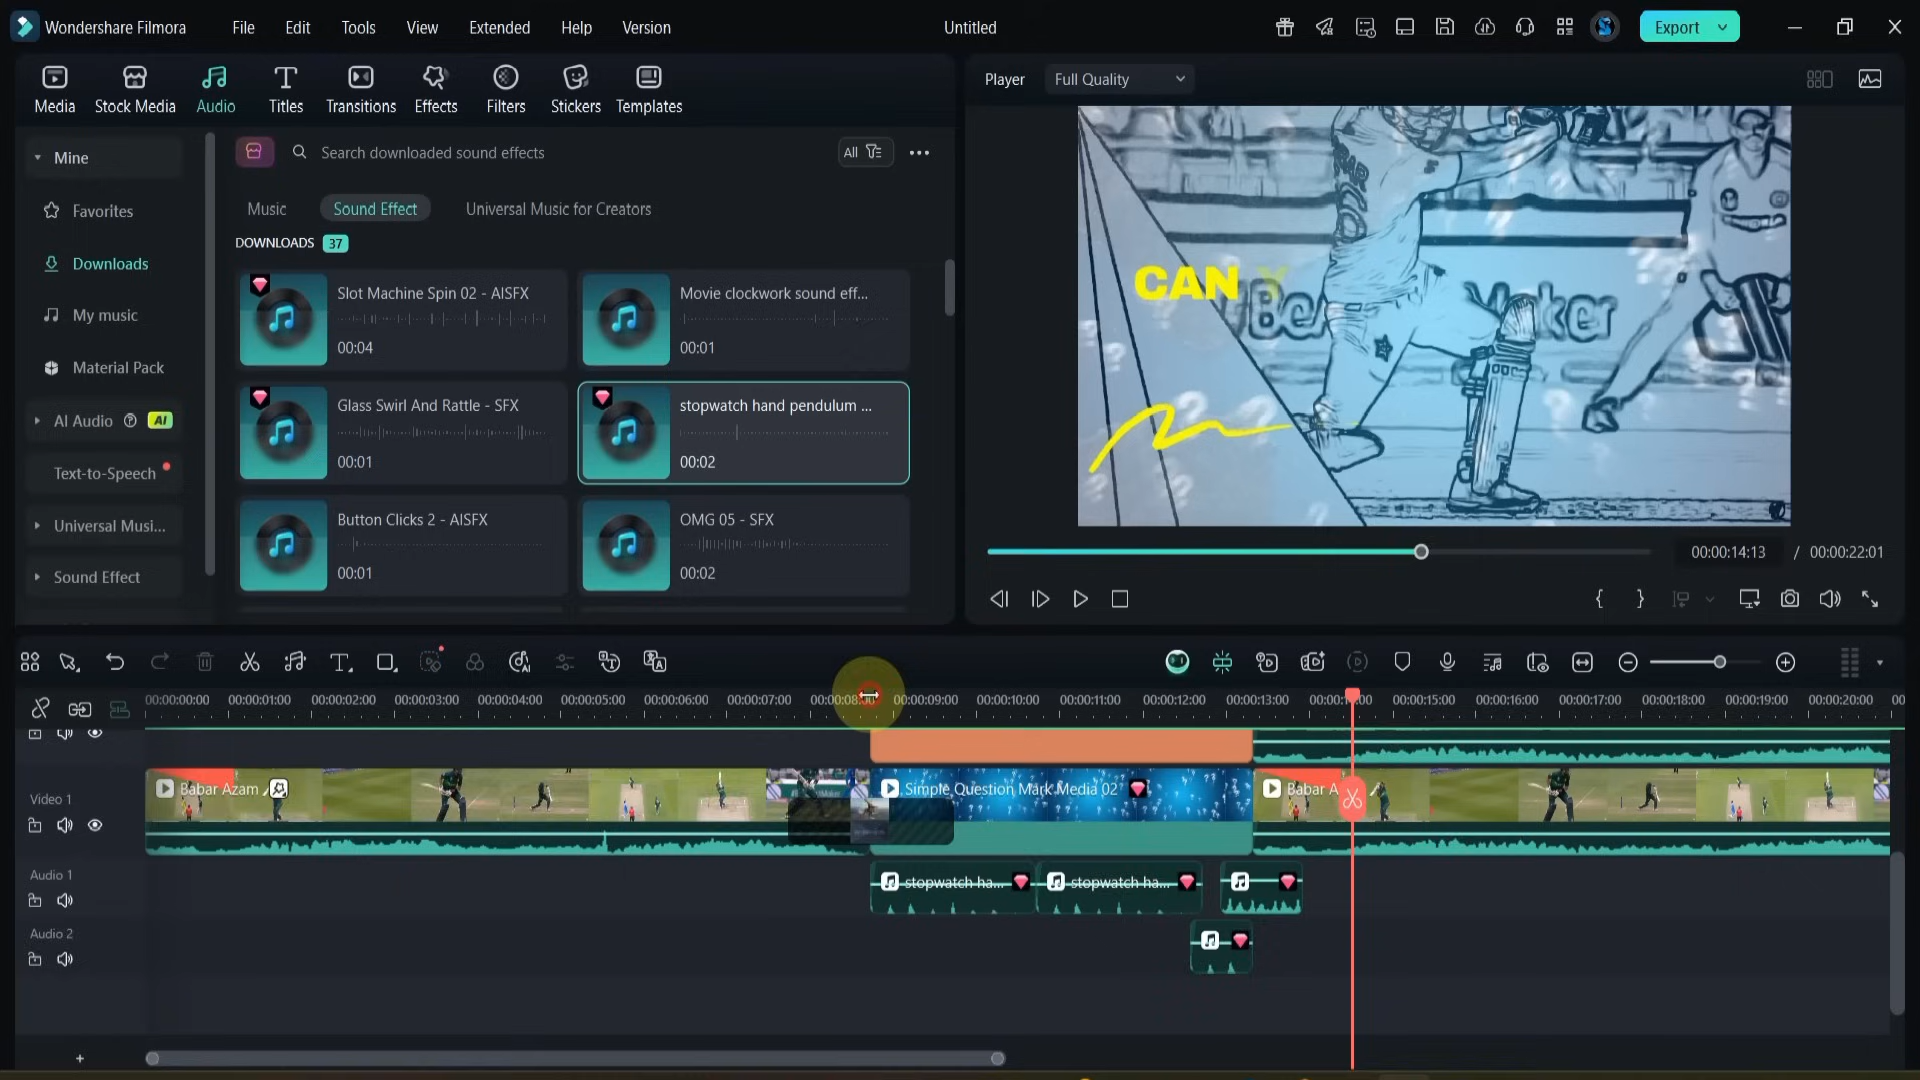 Wondershare Filmora File Edit Tools View Extended Help Version Untitled Export
Media Stock Media Audio Titles Transitions Effects Filters Stickers Templates
Player Full Quality
Mine
Favorites
Downloads
My music
Material Pack
AI Audio AI
Text-to-Speech
Universal Musi...
Sound Effect
Search downloaded sound effects All
Music Sound Effect Universal Music for Creators
DOWNLOADS 37
Slot Machine Spin 02 - AISFX
00:04
Movie clockwork sound eff...
00:01
Glass Swirl And Rattle - SFX
00:01
stopwatch hand pendulum ...
00:02
Button Clicks 2 - AISFX
00:01
OMG 05 - SFX
00:02
CAN Y
00:00:14:13 / 00:00:22:01
00:00:00:00 00:00:01:00 00:00:02:00 00:00:03:00 00:00:04:00 00:00:05:00 00:00:06:00 00:00:07:00 00:00:09:00 00:00:10:00 00:00:11:00 00:00:12:00 00:00:13:00 00:00:15:00 00:00:16:00 00:00:17:00 00:00:18:00 00:00:19:00 00:00:20:00 00
Video 1
Babar Azam Simple Question Mark Media 02 Babar A
Audio 1
stopwatch ha... stopwatch ha...
Audio 2